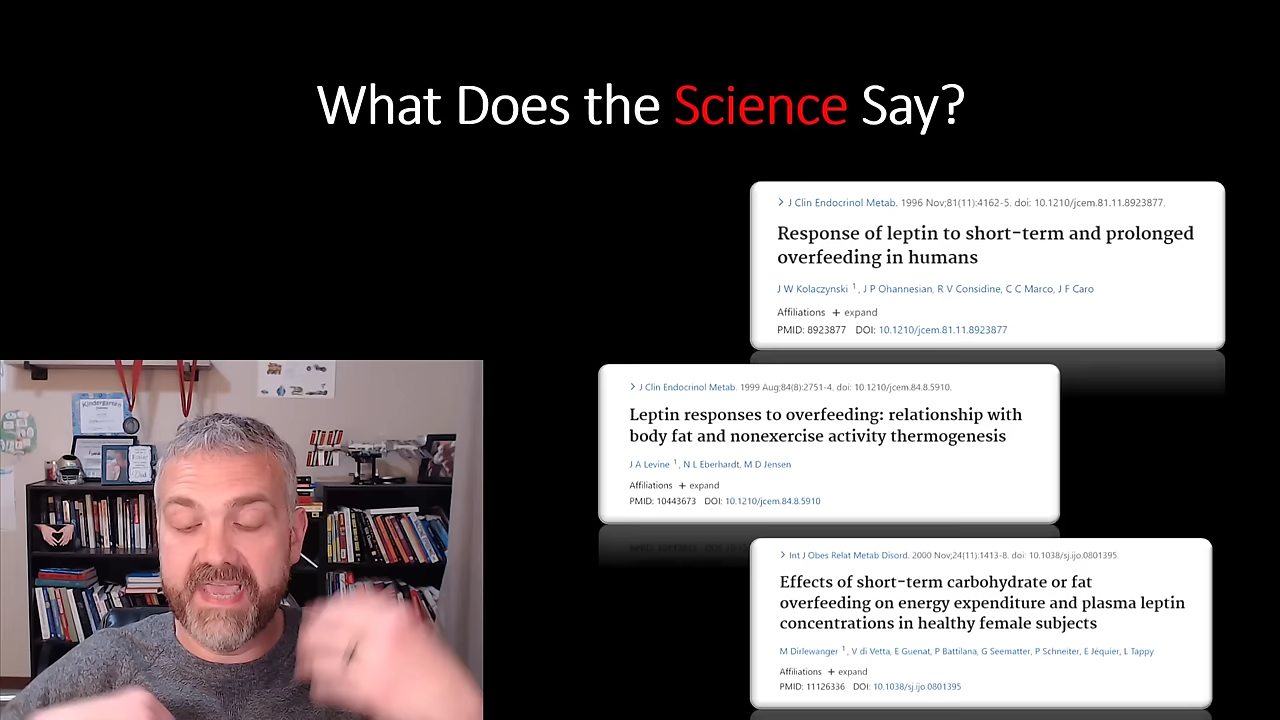 What Does the Science Say?
J Clin Endocrinol Metab. 1996 Nov;81(11):4162-5. doi: 10.1210/jcem.81.11.8923877.
Response of leptin to short-term and prolonged
overfeeding in humans
J W Kolaczynski 1, J P Ohannesian, R V Considine, C C Marco, J F Caro
Affiliations + expand
PMID: 8923877 DOI: 10.1210/jcem.81.11.8923877
J Clin Endocrinol Metab. 1999 Aug;84(8):2751-4. doi: 10.1210/jcem.84.8.5910.
Leptin responses to overfeeding: relationship with
body fat and nonexercise activity thermogenesis
J A Levine 1, N L Eberhardt, M D Jensen
Affiliations + expand
PMID: 10443673 DOI: 10.1210/jcem.84.8.5910
Int J Obes Relat Metab Disord. 2000 Nov;24(11):1413-8. doi: 10.1038/sj.ijo.0801395.
Effects of short-term carbohydrate or fat
overfeeding on energy expenditure and plasma leptin
concentrations in healthy female subjects
M Dirlewanger 1, V di Vetta, E Guenat, P Battilana, G Seematter, P Schneiter, E Jéquier, L Tappy
Affiliations + expand
PMID: 11126336 DOI: 10.1038/sj.ijo.0801395
Kindergarten